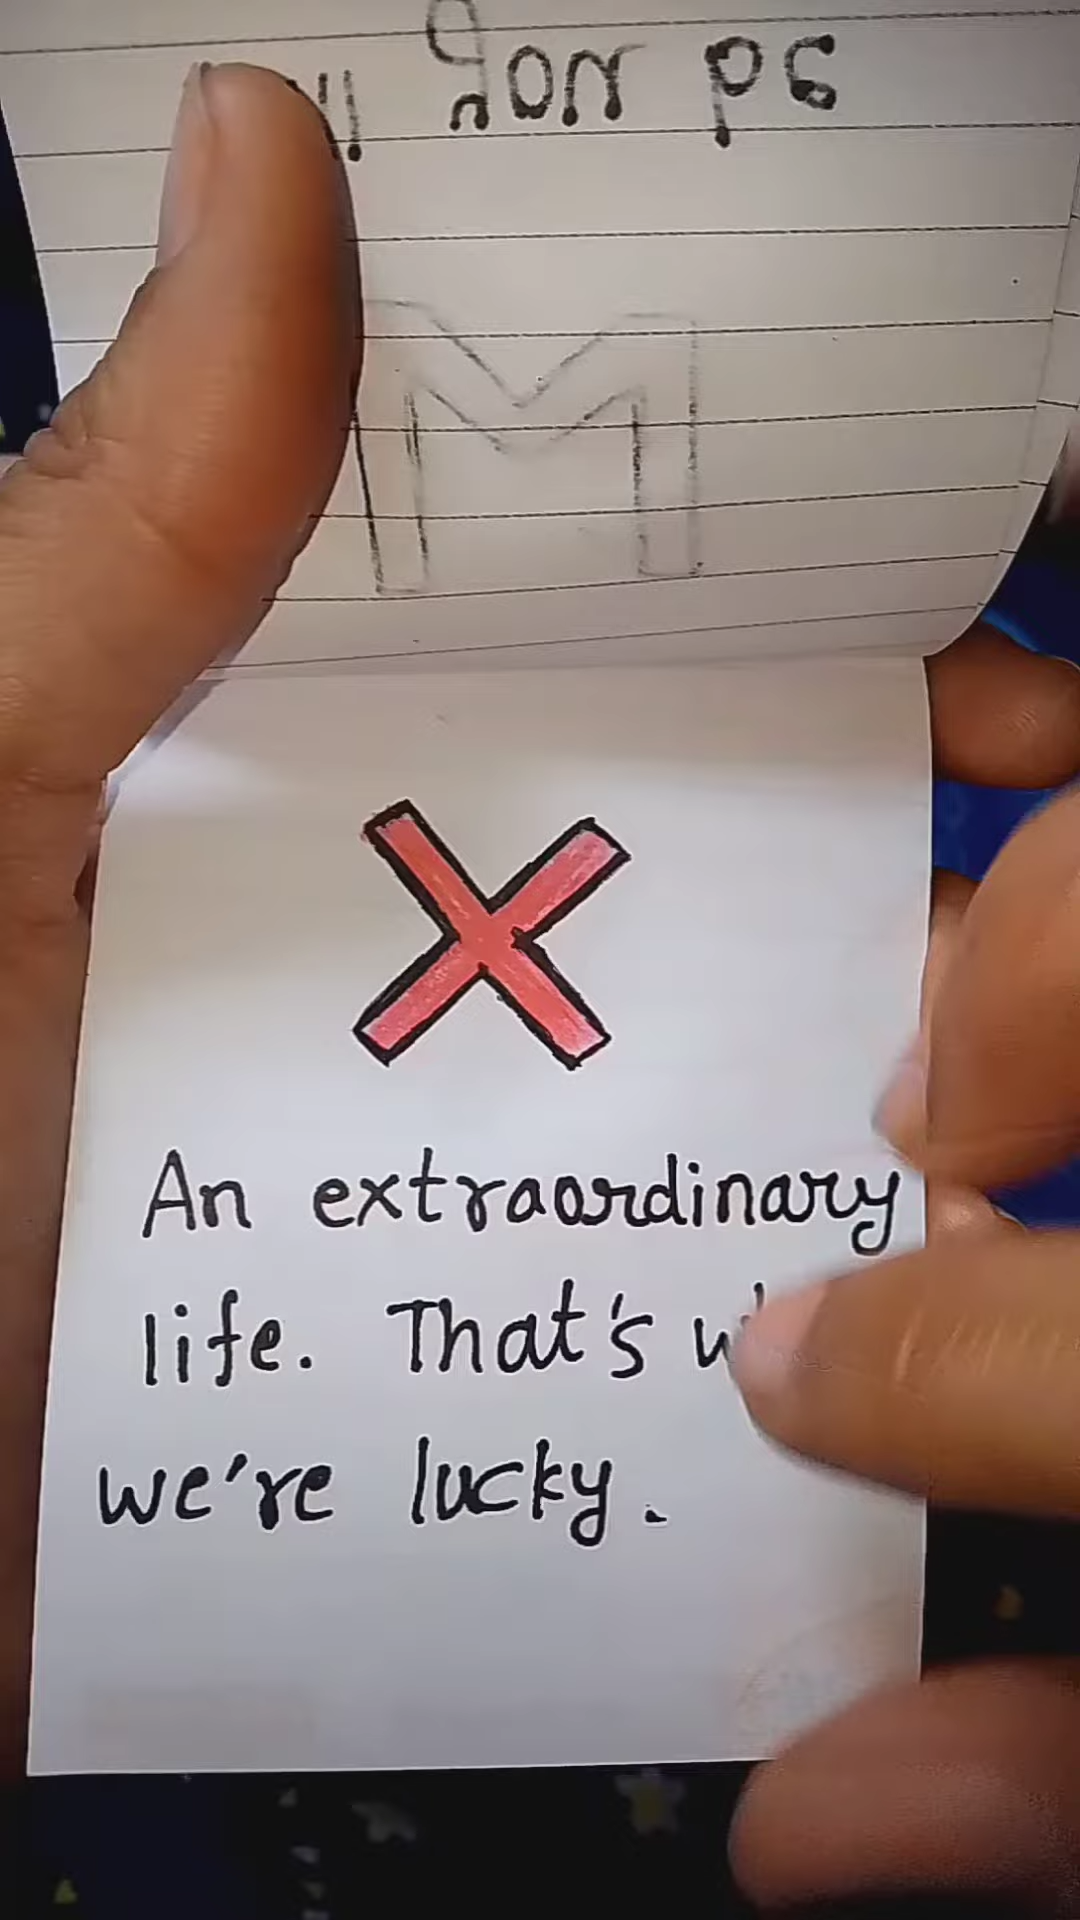 M
X
An extraordinary
life. That's
we're lucky.